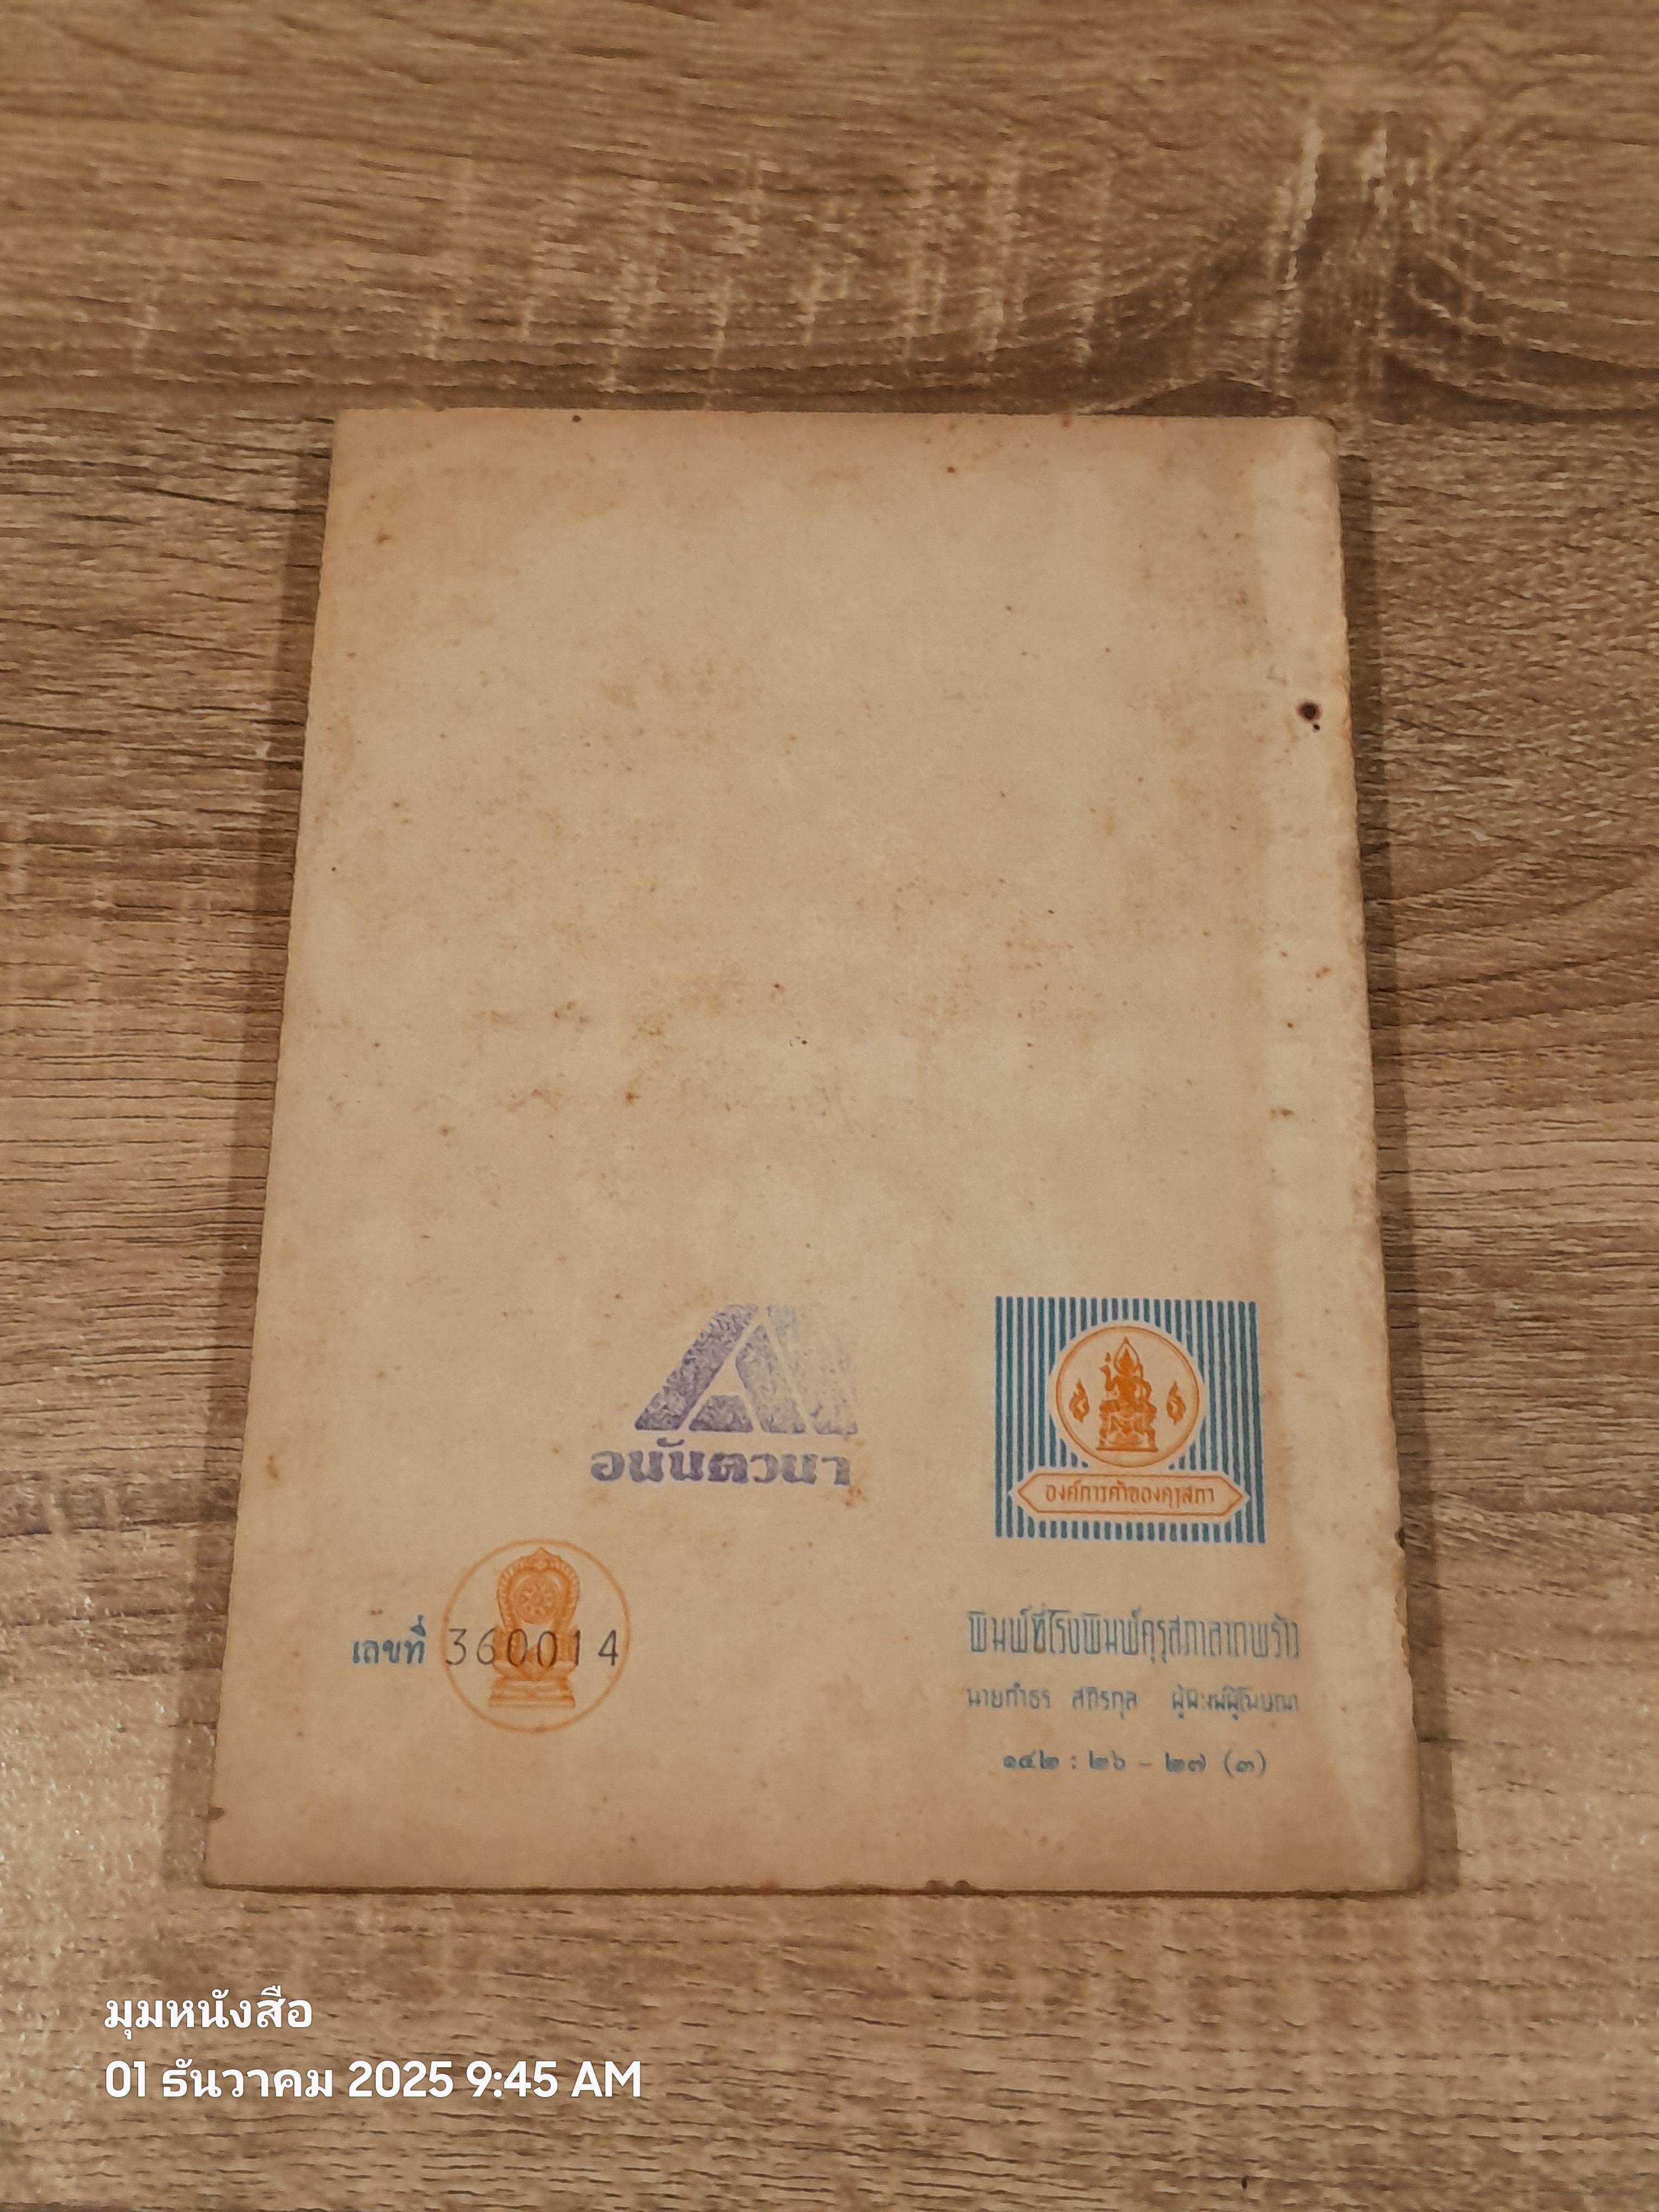 อนันตวนา
องค์การค้าของคุรุสภา
เลขที่ 360014
พิมพ์ที่โรงพิมพ์คุรุสภาลาดพร้าว
นายกำธร สถิรกุล ผู้พิมพ์ผู้โฆษณา
๑๔๒ : ๒๖ - ๒๗ (๓)
มุมหนังสือ
01 ธันวาคม 2025 9:45 AM